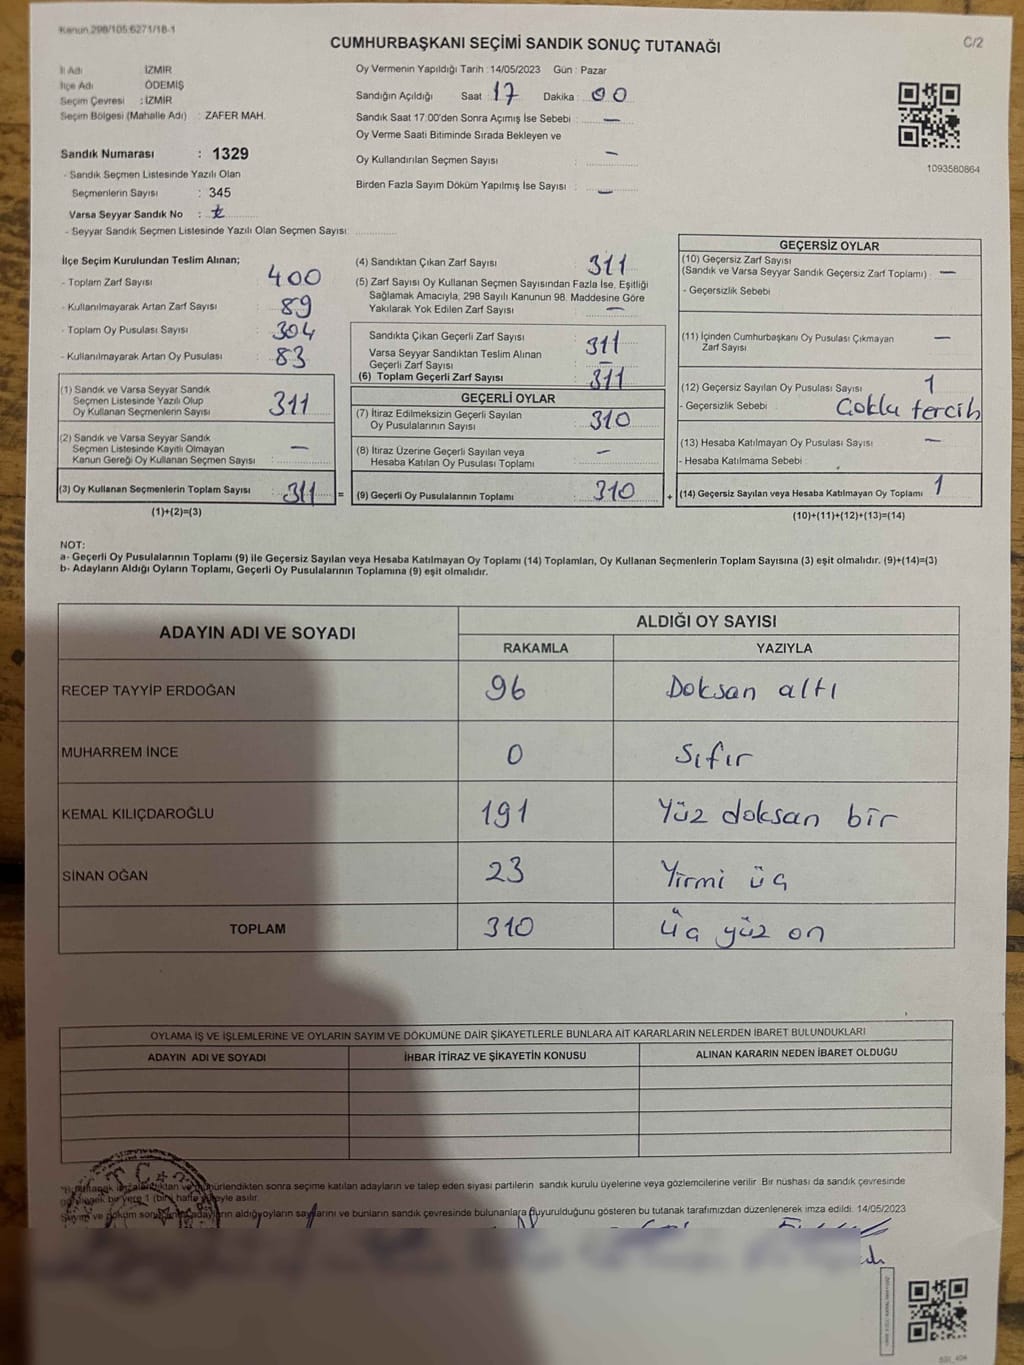 Kanun.298/105.6271/18-1
C/2
CUMHURBAŞKANI SEÇİMİ SANDIK SONUÇ TUTANAĞI
İl Adı İZMİR
İlçe Adı ÖDEMİŞ
Seçim Çevresi : İZMİR
Seçim Bölgesi (Mahalle Adı) : ZAFER MAH.
Sandık Numarası : 1329
- Sandık Seçmen Listesinde Yazılı Olan
Seçmenlerin Sayısı : 345
Varsa Seyyar Sandık No :
- Seyyar Sandık Seçmen Listesinde Yazılı Olan Seçmen Sayısı:
Oy Vermenin Yapıldığı Tarih : 14/05/2023 Gün : Pazar
Sandığın Açıldığı Saat : 17 Dakika : 00
Sandık Saat 17.00'den Sonra Açımış İse Sebebi : —
Oy Verme Saati Bitiminde Sırada Bekleyen ve
Oy Kullandırılan Seçmen Sayısı : —
Birden Fazla Sayım Döküm Yapılmış İse Sayısı : —
1093580864
İlçe Seçim Kurulundan Teslim Alınan;
- Toplam Zarf Sayısı : 400
- Kullanılmayarak Artan Zarf Sayısı : 89
- Toplam Oy Pusulası Sayısı : 304
- Kullanılmayarak Artan Oy Pusulası : 83
(1) Sandık ve Varsa Seyyar Sandık
Seçmen Listesinde Yazılı Olup
Oy Kullanan Seçmenlerin Sayısı : 311
(2) Sandık ve Varsa Seyyar Sandık
Seçmen Listesinde Kayıtlı Olmayan
Kanun Gereği Oy Kullanan Seçmen Sayısı : —
(3) Oy Kullanan Seçmenlerin Toplam Sayısı : 311 =
(1)+(2)=(3)
(4) Sandıktan Çıkan Zarf Sayısı : 311
(5) Zarf Sayısı Oy Kullanan Seçmen Sayısından Fazla İse, Eşitliği
Sağlamak Amacıyla, 298 Sayılı Kanunun 98. Maddesine Göre
Yakılarak Yok Edilen Zarf Sayısı : —
Sandıkta Çıkan Geçerli Zarf Sayısı : 311
Varsa Seyyar Sandıktan Teslim Alınan
Geçerli Zarf Sayısı : —
(6) Toplam Geçerli Zarf Sayısı : 311
GEÇERLİ OYLAR
(7) İtiraz Edilmeksizin Geçerli Sayılan
Oy Pusulalarının Sayısı : 310
(8) İtiraz Üzerine Geçerli Sayılan veya
Hesaba Katılan Oy Pusulası Toplamı : —
(9) Geçerli Oy Pusulalarının Toplamı : 310 +
GEÇERSİZ OYLAR
(10) Geçersiz Zarf Sayısı
(Sandık ve Varsa Seyyar Sandık Geçersiz Zarf Toplamı) : —
- Geçersizlik Sebebi :
(11) İçinden Cumhurbaşkanı Oy Pusulası Çıkmayan
Zarf Sayısı : —
(12) Geçersiz Sayılan Oy Pusulası Sayısı : 1
- Geçersizlik Sebebi : Çoklu tercih
(13) Hesaba Katılmayan Oy Pusulası Sayısı : —
- Hesaba Katılmama Sebebi :
(14) Geçersiz Sayılan veya Hesaba Katılmayan Oy Toplamı : 1
(10)+(11)+(12)+(13)=(14)
NOT:
a- Geçerli Oy Pusulalarının Toplamı (9) ile Geçersiz Sayılan veya Hesaba Katılmayan Oy Toplamı (14) Toplamları, Oy Kullanan Seçmenlerin Toplam Sayısına (3) eşit olmalıdır. (9)+(14)=(3)
b- Adayların Aldığı Oyların Toplamı, Geçerli Oy Pusulalarının Toplamına (9) eşit olmalıdır.
ADAYIN ADI VE SOYADI ALDIĞI OY SAYISI
RAKAMLA YAZIYLA
RECEP TAYYİP ERDOĞAN 96 Doksan altı
MUHARREM İNCE 0 Sıfır
KEMAL KILIÇDAROĞLU 191 Yüz doksan bir
SİNAN OĞAN 23 Yirmi üç
TOPLAM 310 üç yüz on
OYLAMA İŞ VE İŞLEMLERİNE VE OYLARIN SAYIM VE DÖKÜMÜNE DAİR ŞİKAYETLERLE BUNLARA AİT KARARLARIN NELERDEN İBARET BULUNDUKLARI
ADAYIN ADI VE SOYADI İHBAR İTİRAZ VE ŞİKAYETİN KONUSU ALINAN KARARIN NEDEN İBARET OLDUĞU
T.C.
mühürlendikten sonra seçime katılan adayların ve talep eden siyasi partilerin sandık kurulu üyelerine veya gözlemcilerine verilir. Bir nüshası da sandık çevresinde
bir yere 1 (bir) hafta süreyle asılır.
Sayım ve döküm adayların aldığı oyların sayılarını ve bunların sandık çevresinde bulunanlara duyurulduğunu gösteren bu tutanak tarafımızdan düzenlenerek imza edildi. 14/05/2023